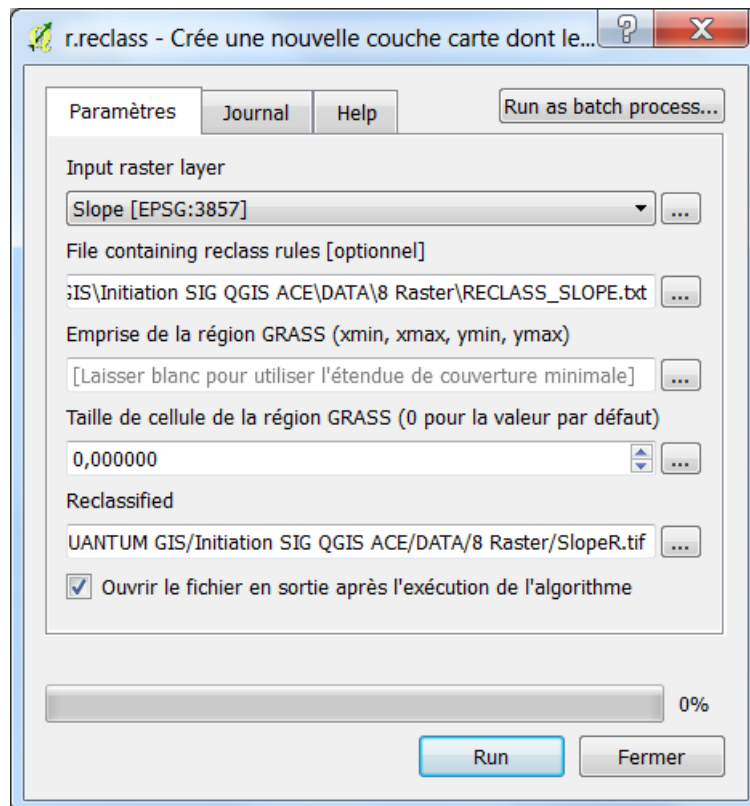 r.reclass - Crée une nouvelle couche carte dont le...
Paramètres
Journal
Help
Run as batch process...
Input raster layer
Slope [EPSG:3857]
...
File containing reclass rules [optionnel]
GIS\Initiation SIG QGIS ACE\DATA\8 Raster\RECLASS_SLOPE.txt
...
Emprise de la région GRASS (xmin, xmax, ymin, ymax)
[Laisser blanc pour utiliser l'étendue de couverture minimale]
...
Taille de cellule de la région GRASS (0 pour la valeur par défaut)
0,000000
...
Reclassified
UANTUM GIS/Initiation SIG QGIS ACE/DATA/8 Raster/SlopeR.tif
...
Ouvrir le fichier en sortie après l'exécution de l'algorithme
0%
Run
Fermer